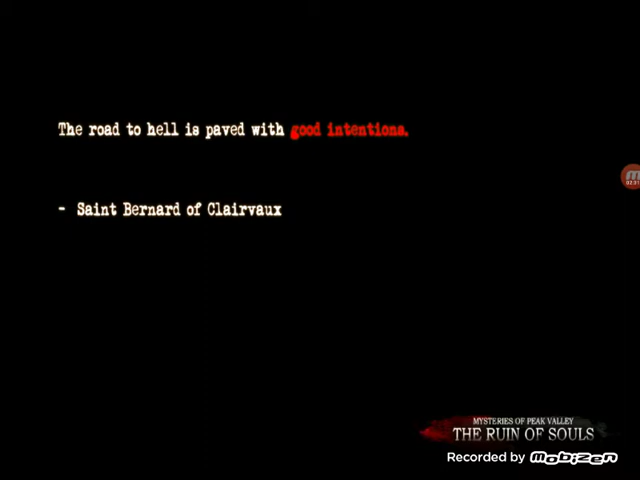 The road to hell is paved with good intentions.
- Saint Bernard of Clairvaux
MYSTERIES OF PEAK VALLEY
THE RUIN OF SOULS
Recorded by mobizen